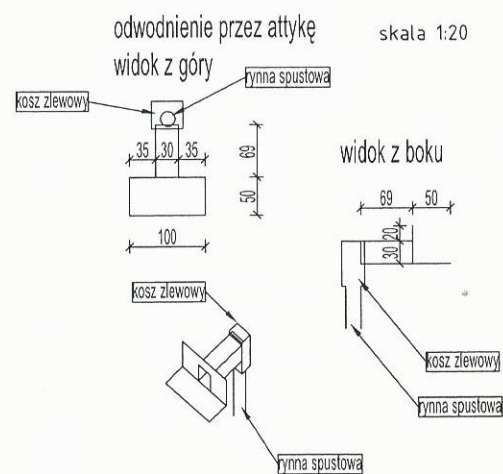 odwodnienie przez attykę
widok z góry
skala 1:20
rynna spustowa
kosz zlewowy
35 30 35
69
50
100
widok z boku
69 50
20
30
kosz zlewowy
kosz zlewowy
rynna spustowa
rynna spustowa